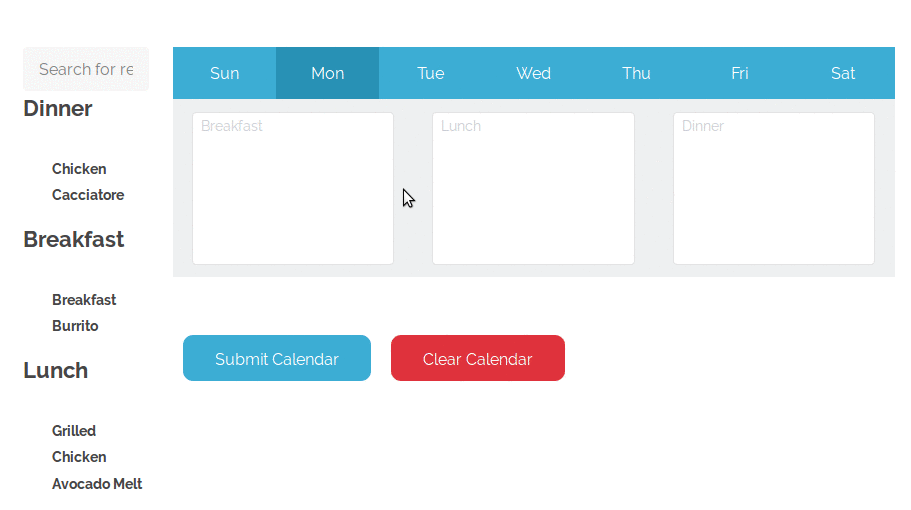 Search for re
Dinner
Chicken
Cacciatore
Breakfast
Breakfast
Burrito
Lunch
Grilled
Chicken
Avocado Melt
Sun Mon Tue Wed Thu Fri Sat
Breakfast Lunch Dinner
Submit Calendar Clear Calendar